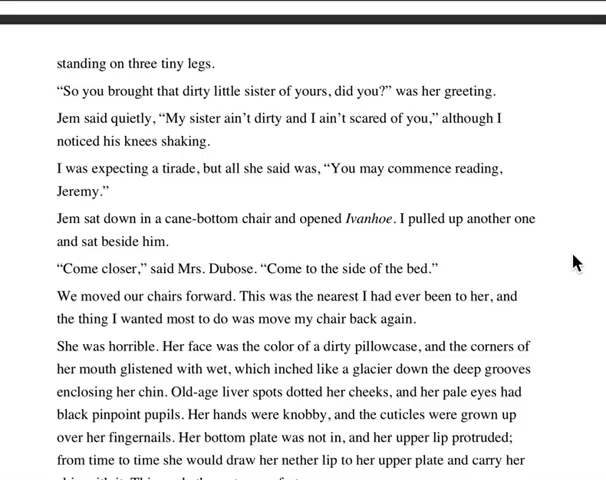 standing on three tiny legs.
“So you brought that dirty little sister of yours, did you?” was her greeting.
Jem said quietly, “My sister ain’t dirty and I ain’t scared of you,” although I
noticed his knees shaking.
I was expecting a tirade, but all she said was, “You may commence reading,
Jeremy.”
Jem sat down in a cane-bottom chair and opened Ivanhoe. I pulled up another one
and sat beside him.
“Come closer,” said Mrs. Dubose. “Come to the side of the bed.”
We moved our chairs forward. This was the nearest I had ever been to her, and
the thing I wanted most to do was move my chair back again.
She was horrible. Her face was the color of a dirty pillowcase, and the corners of
her mouth glistened with wet, which inched like a glacier down the deep grooves
enclosing her chin. Old-age liver spots dotted her cheeks, and her pale eyes had
black pinpoint pupils. Her hands were knobby, and the cuticles were grown up
over her fingernails. Her bottom plate was not in, and her upper lip protruded;
from time to time she would draw her nether lip to her upper plate and carry her